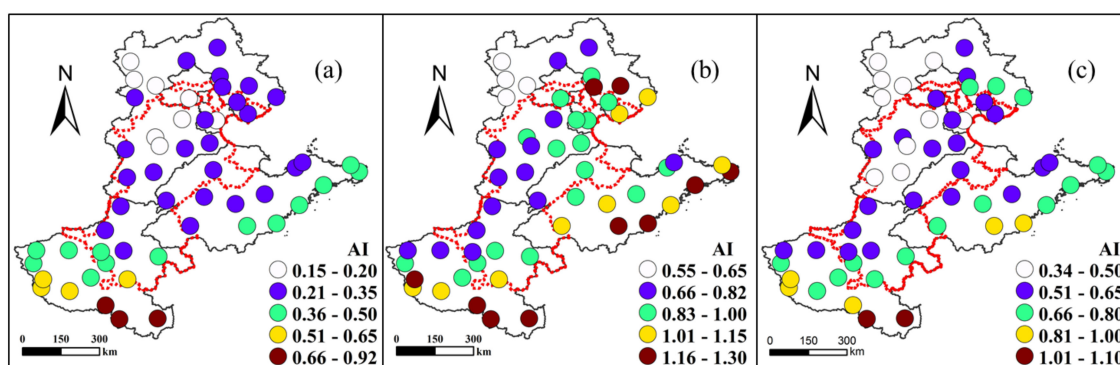 (a)
N
AI
0.15 - 0.20
0.21 - 0.35
0.36 - 0.50
0.51 - 0.65
0.66 - 0.92
0 150 300
km
(b)
N
AI
0.55 - 0.65
0.66 - 0.82
0.83 - 1.00
1.01 - 1.15
1.16 - 1.30
0 150 300
km
(c)
N
AI
0.34 - 0.50
0.51 - 0.65
0.66 - 0.80
0.81 - 1.00
1.01 - 1.10
0 150 300
km